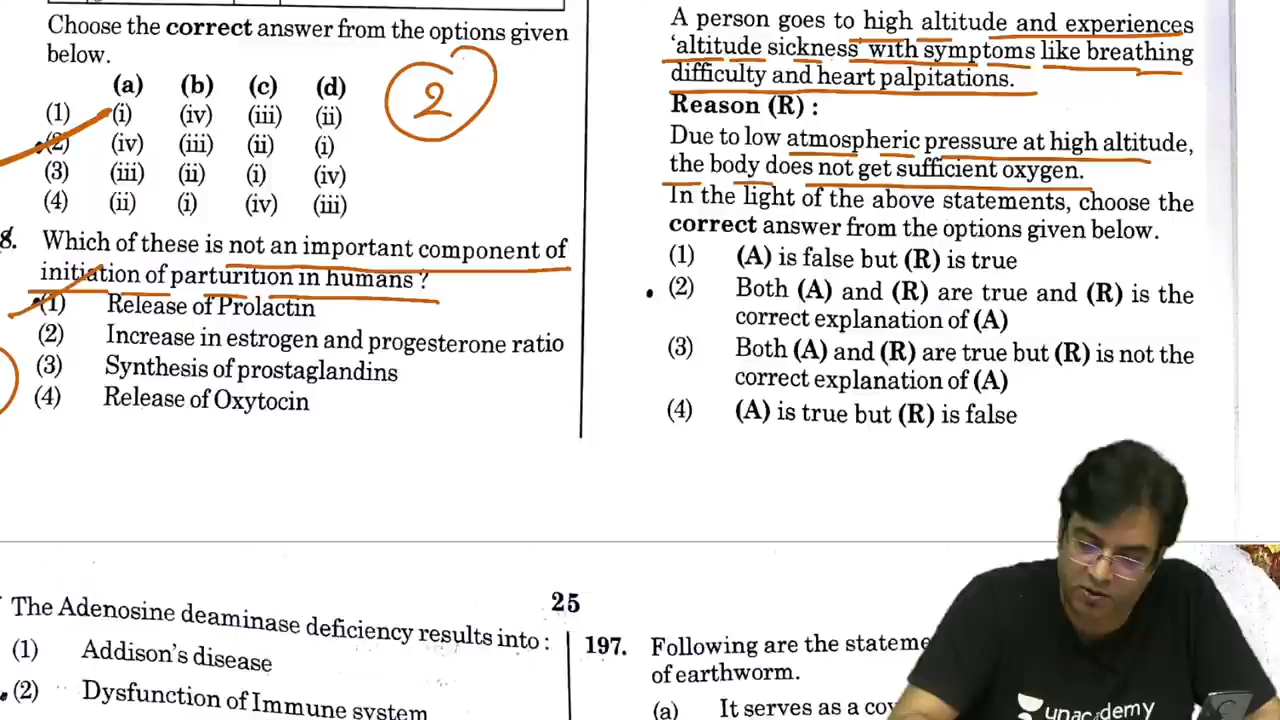 Choose the correct answer from the options given
below.
(a) (b) (c) (d)
(1) (i) (iv) (iii) (ii)
(2) (iv) (iii) (ii) (i)
(3) (iii) (ii) (i) (iv)
(4) (ii) (i) (iv) (iii)
2
8. Which of these is not an important component of
initiation of parturition in humans ?
(1) Release of Prolactin
(2) Increase in estrogen and progesterone ratio
(3) Synthesis of prostaglandins
(4) Release of Oxytocin
A person goes to high altitude and experiences
'altitude sickness' with symptoms like breathing
difficulty and heart palpitations.
Reason (R) :
Due to low atmospheric pressure at high altitude,
the body does not get sufficient oxygen.
In the light of the above statements, choose the
correct answer from the options given below.
(1) (A) is false but (R) is true
(2) Both (A) and (R) are true and (R) is the
correct explanation of (A)
(3) Both (A) and (R) are true but (R) is not the
correct explanation of (A)
(4) (A) is true but (R) is false
25
The Adenosine deaminase deficiency results into :
(1) Addison's disease
(2) Dysfunction of Immune system
197. Following are the stateme
of earthworm.
(a) It serves as a cov
unacademy